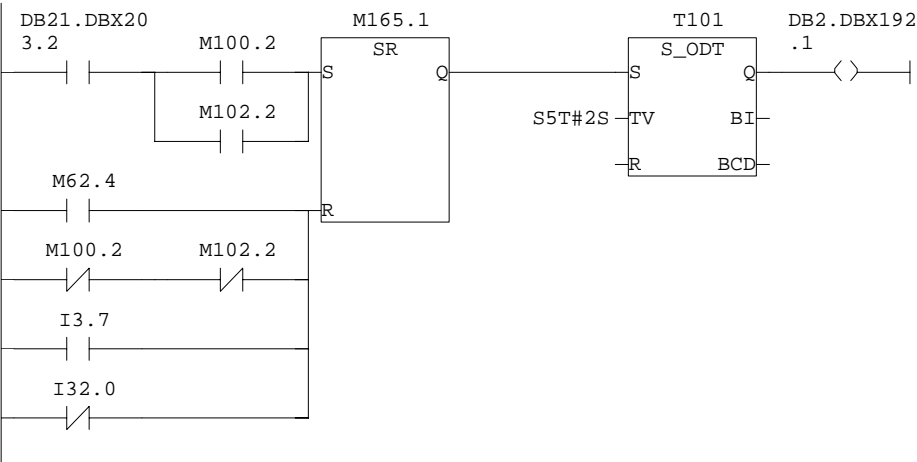 DB21.DBX20 M165.1 T101 DB2.DBX192
3.2 M100.2 SR S_ODT .1
S Q S Q
M102.2 S5T#2S TV BI
R BCD
M62.4
R
M100.2 M102.2
I3.7
I32.0